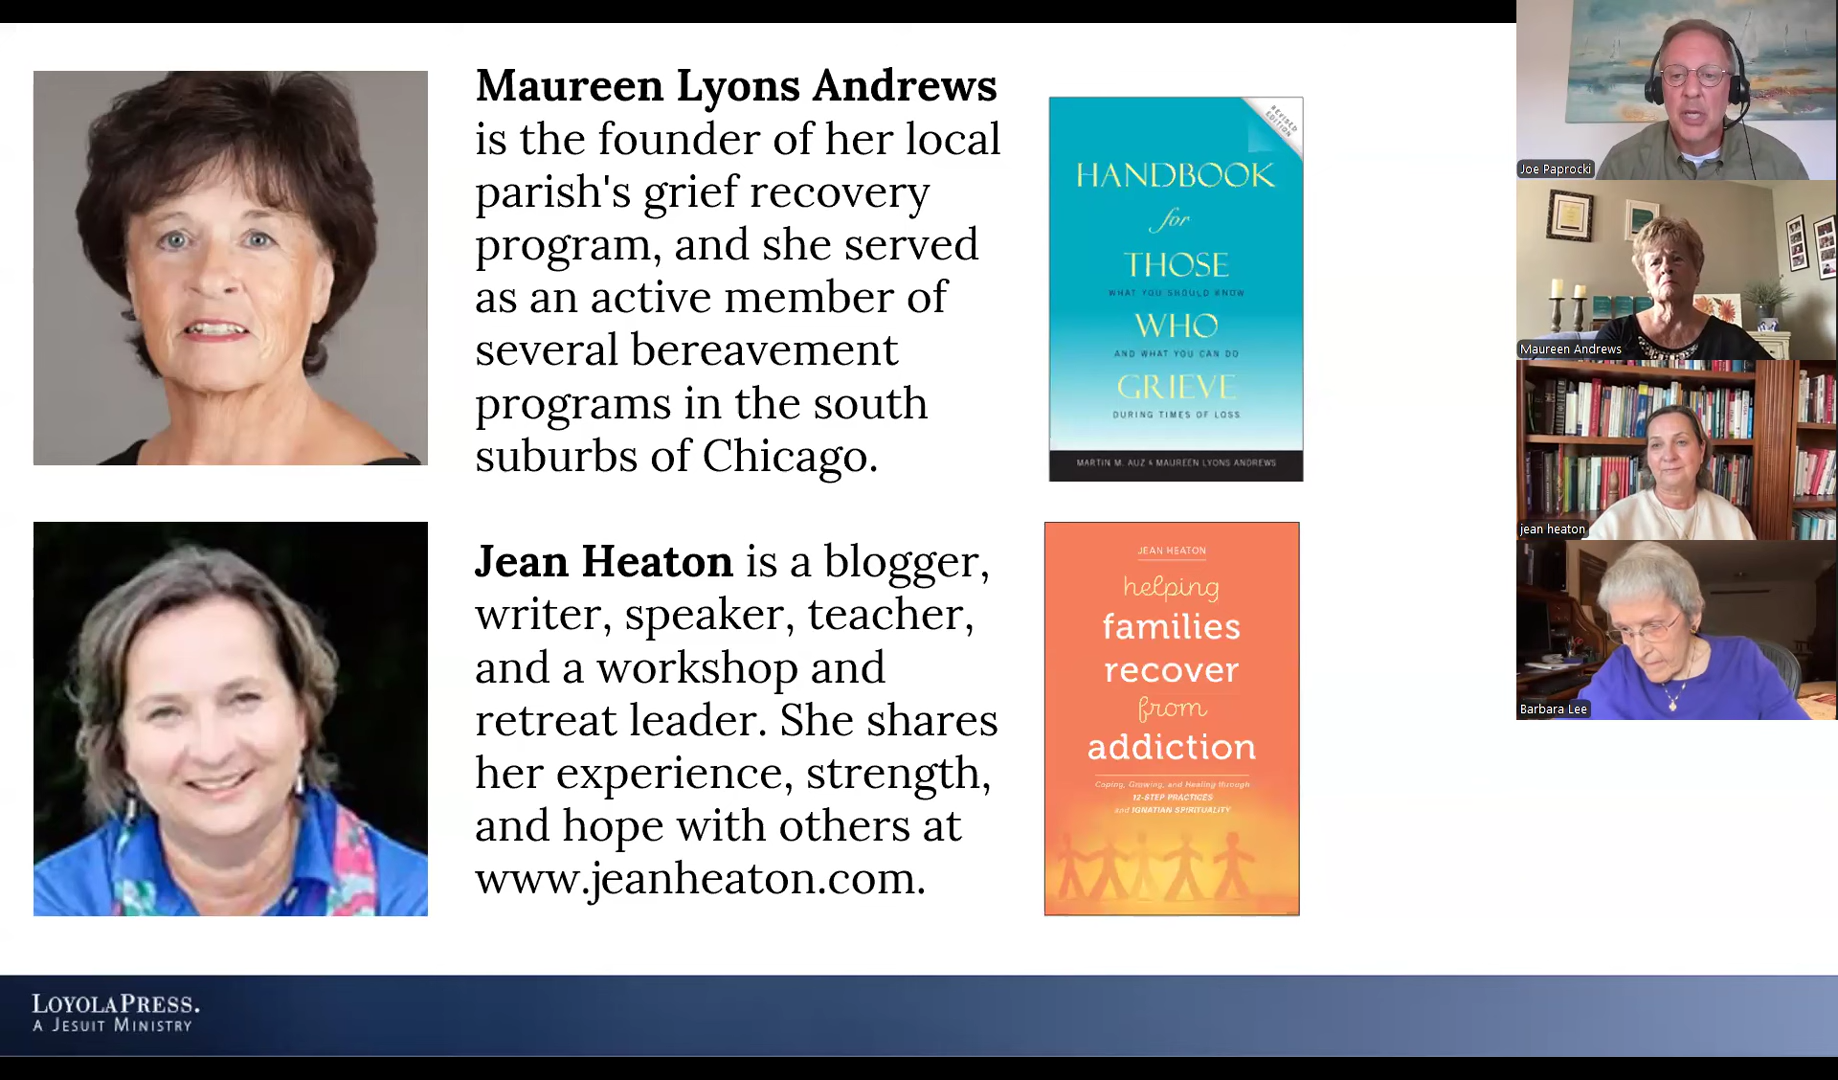 Maureen Lyons Andrews
is the founder of her local
parish's grief recovery
program, and she served
as an active member of
several bereavement
programs in the south
suburbs of Chicago.
REVISED
EDITION
HANDBOOK
for
THOSE
WHAT YOU SHOULD KNOW
WHO
AND WHAT YOU CAN DO
GRIEVE
DURING TIMES OF LOSS
MARTIN M. AUZ & MAUREEN LYONS ANDREWS
Jean Heaton is a blogger,
writer, speaker, teacher,
and a workshop and
retreat leader. She shares
her experience, strength,
and hope with others at
www.jeanheaton.com.
JEAN HEATON
helping
families
recover
from
addiction
Coping, Growing, and Healing through
12-STEP PRACTICES
and IGNATIAN SPIRITUALITY
Joe Paprocki
Maureen Andrews
jean heaton
Barbara Lee
LOYOLAPRESS.
A JESUIT MINISTRY